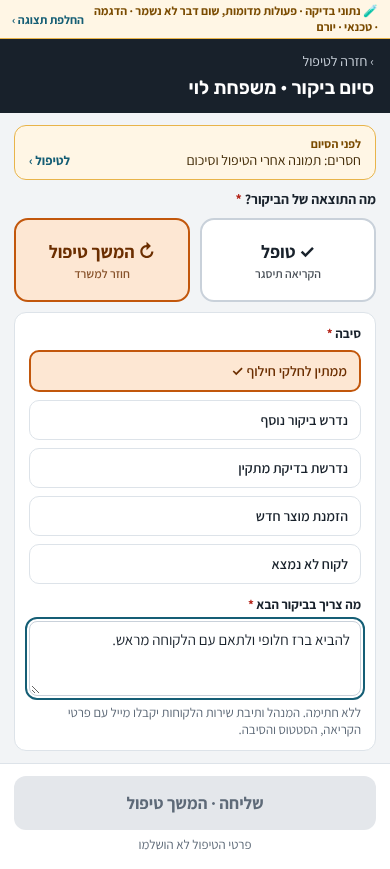 🧪 נתוני בדיקה · פעולות מדומות, שום דבר לא נשמר · הדגמה
· טכנאי · יורם
החלפת תצוגה ›
› חזרה לטיפול
סיום ביקור • משפחת לוי
לפני הסיום
חסרים: תמונה אחרי הטיפול וסיכום
לטיפול ›
מה התוצאה של הביקור? *
✓ טופל
הקריאה תיסגר
↻ המשך טיפול
חוזר למשרד
סיבה *
ממתין לחלקי חילוף ✓
נדרש ביקור נוסף
נדרשת בדיקת מתקין
הזמנת מוצר חדש
לקוח לא נמצא
מה צריך בביקור הבא *
להביא ברז חלופי ולתאם עם הלקוחה מראש.
ללא חתימה. המנהל ותיבת שירות הלקוחות יקבלו מייל עם פרטי
הקריאה, הסטטוס והסיבה.
שליחה · המשך טיפול
פרטי הטיפול לא הושלמו